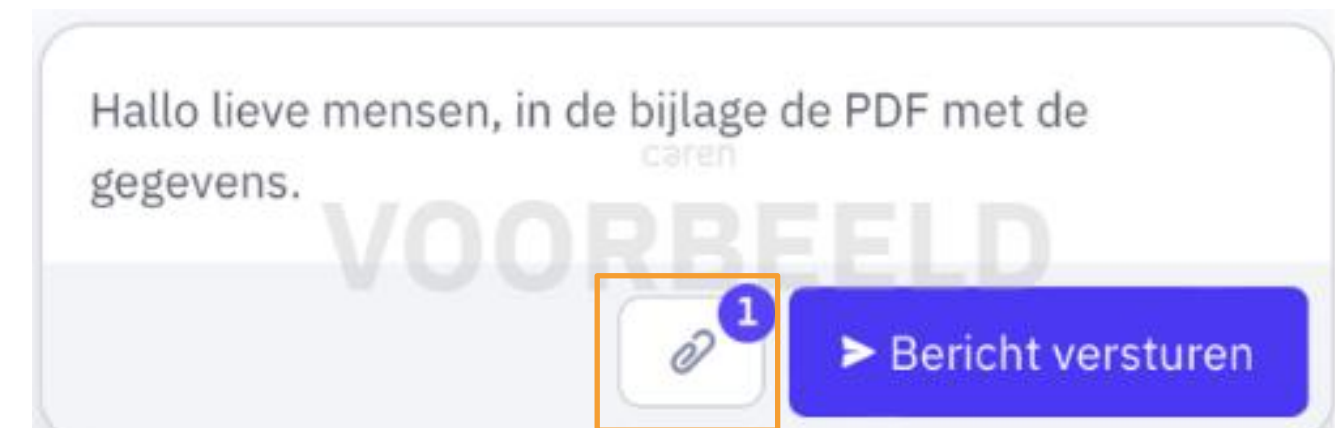 Hallo lieve mensen, in de bijlage de PDF met de
caren
gegevens.
VOORBEELD
1
Bericht versturen